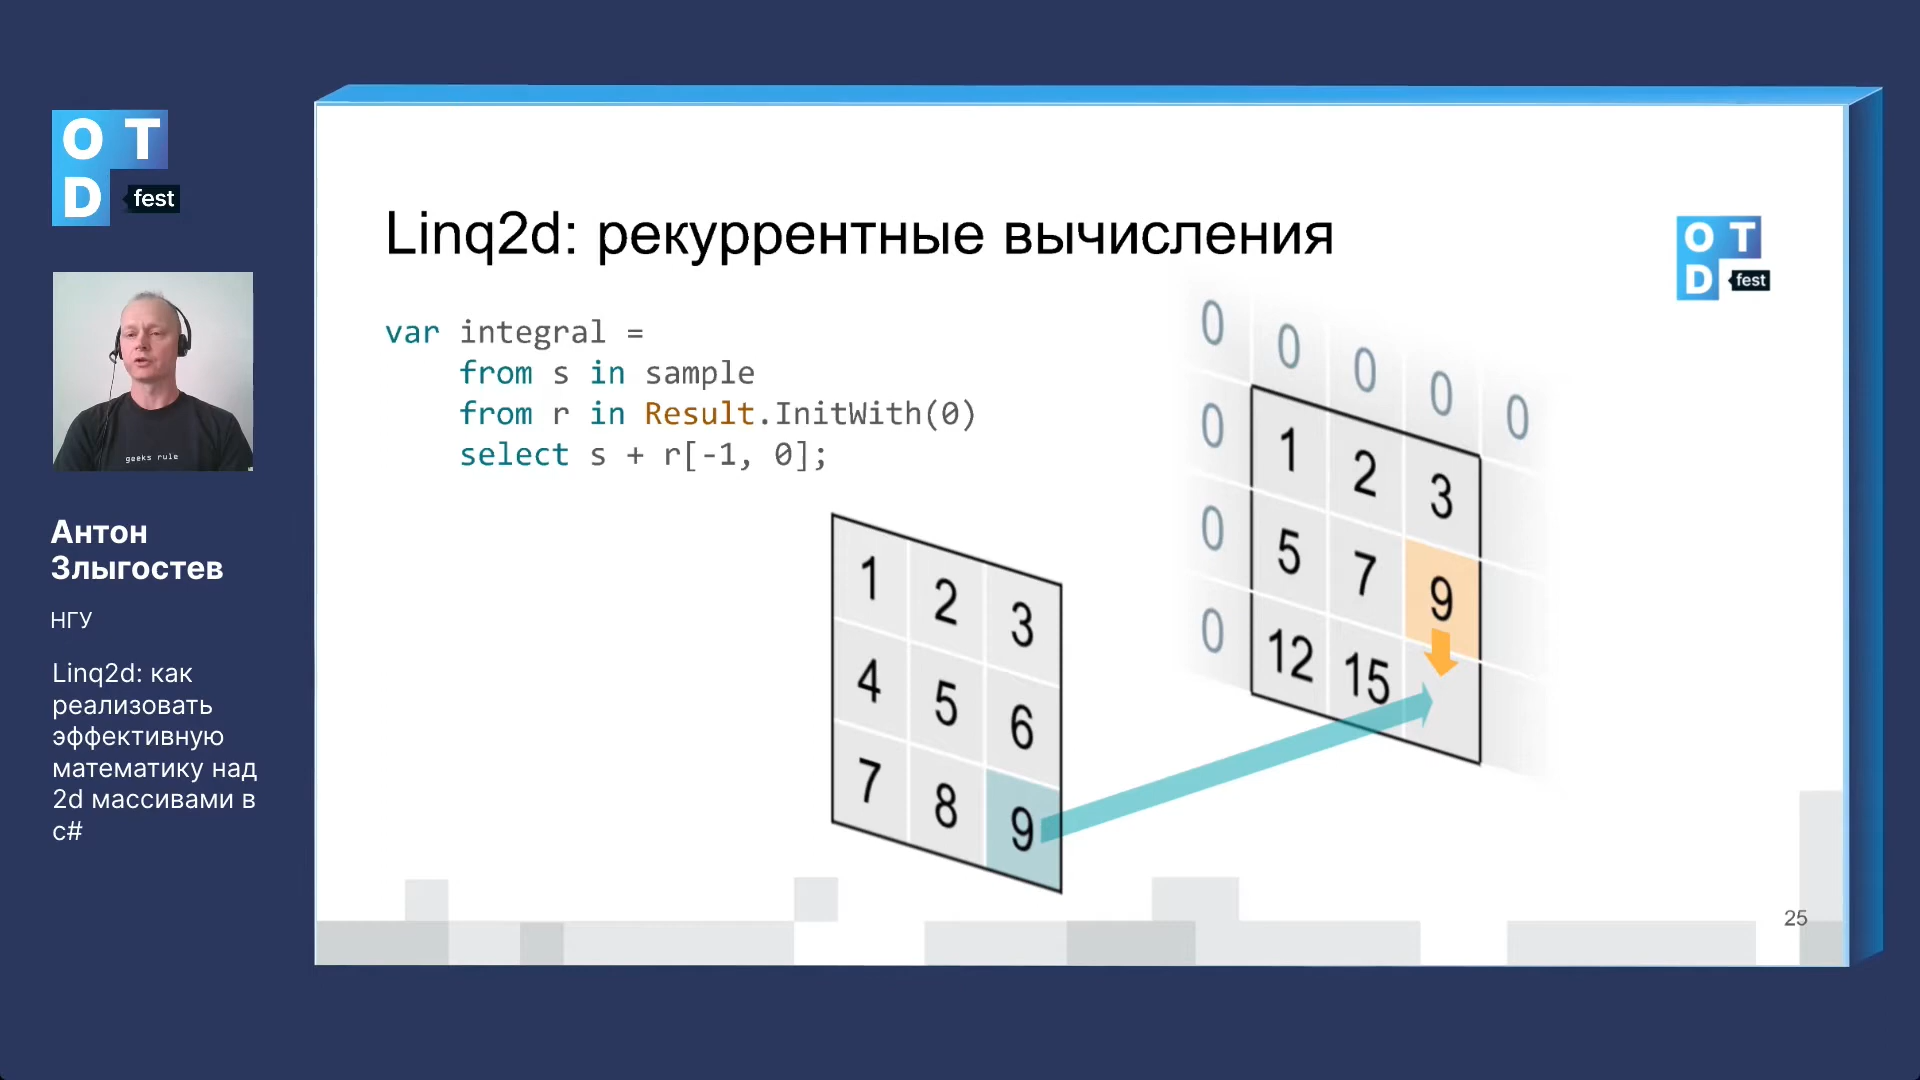 OT
D fest
geeks rule
Антон
Злыгостев
НГУ
Linq2d: как
реализовать
эффективную
математику над
2d массивами в
c#
Linq2d: рекуррентные вычисления
OT
D fest
var integral =
from s in sample
from r in Result.InitWith(0)
select s + r[-1, 0];
1 2 3
4 5 6
7 8 9
0 0 0 0 0
0 1 2 3
0 5 7 9
0 12 15
25